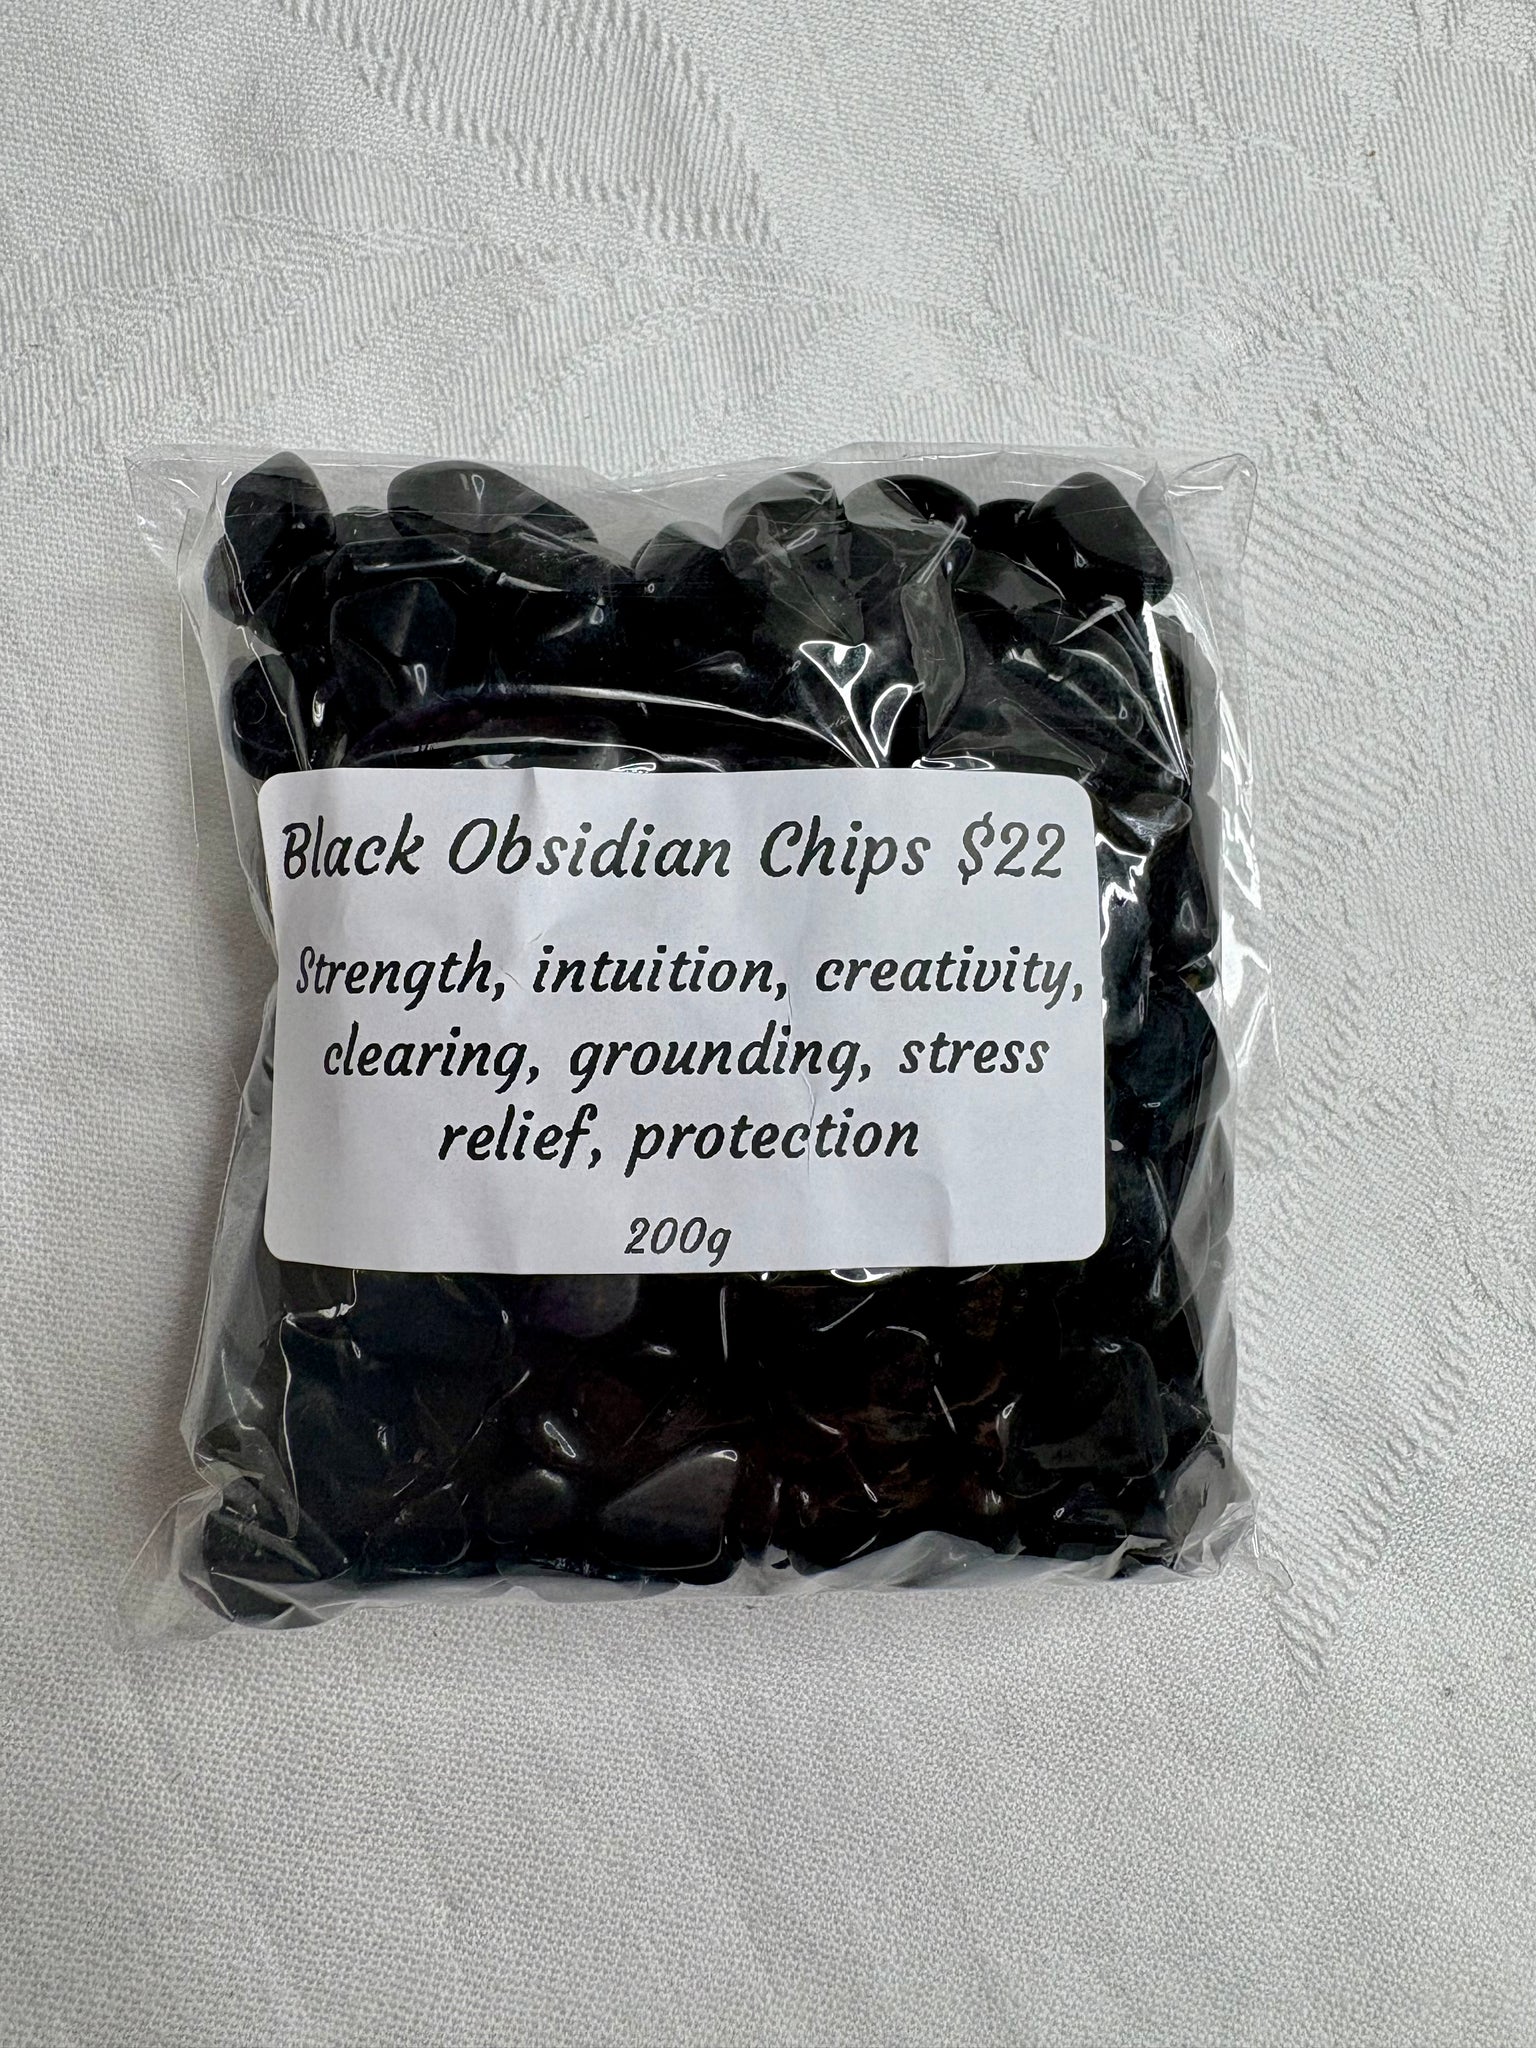 Black Obsidian Chips $22
Strength, intuition, creativity,
clearing, grounding, stress
relief, protection
200g